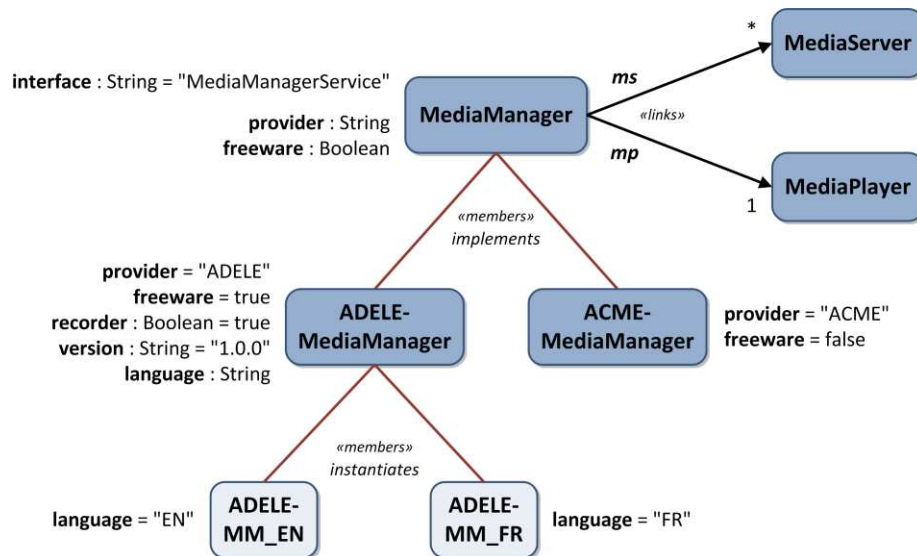 *
MediaServer
interface : String = "MediaManagerService"
ms
provider : String
freeware : Boolean
MediaManager
«links»
mp
MediaPlayer
1
«members»
implements
provider = "ADELE"
freeware = true
recorder : Boolean = true
version : String = "1.0.0"
language : String
ADELE-
MediaManager
ACME-
MediaManager
provider = "ACME"
freeware = false
«members»
instantiates
language = "EN"
ADELE-
MM_EN
ADELE-
MM_FR
language = "FR"